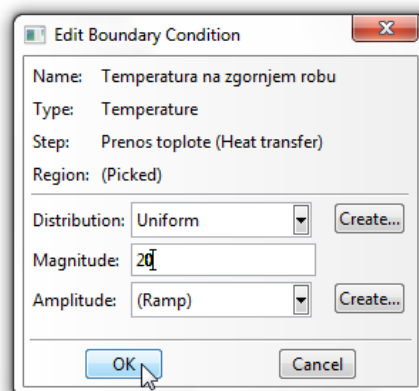 Edit Boundary Condition
Name: Temperatura na zgornjem robu
Type: Temperature
Step: Prenos toplote (Heat transfer)
Region: (Picked)
Distribution: Uniform Create...
Magnitude: 20
Amplitude: (Ramp) Create...
OK Cancel